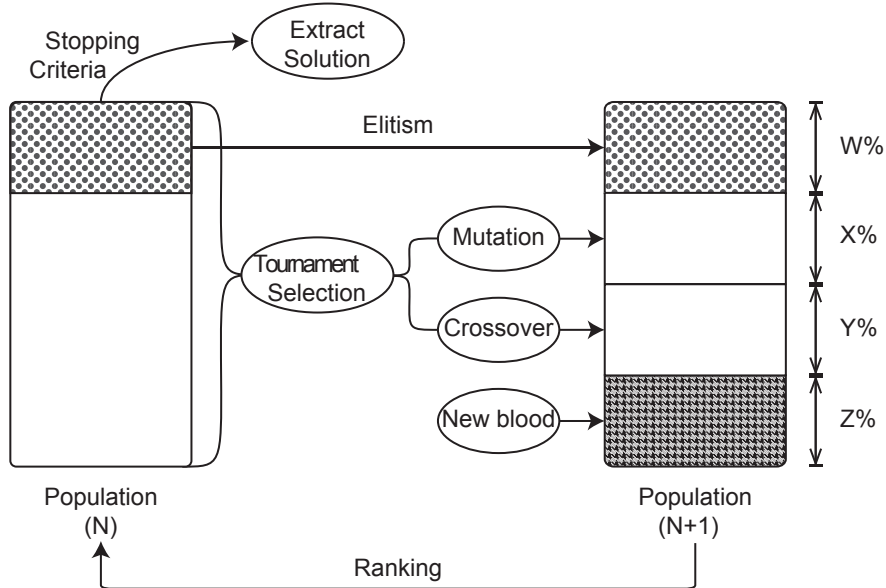 Stopping
Criteria
Extract
Solution
Elitism
W%
Mutation
X%
Tournament
Selection
Crossover
Y%
New blood
Z%
Population
(N)
Population
(N+1)
Ranking